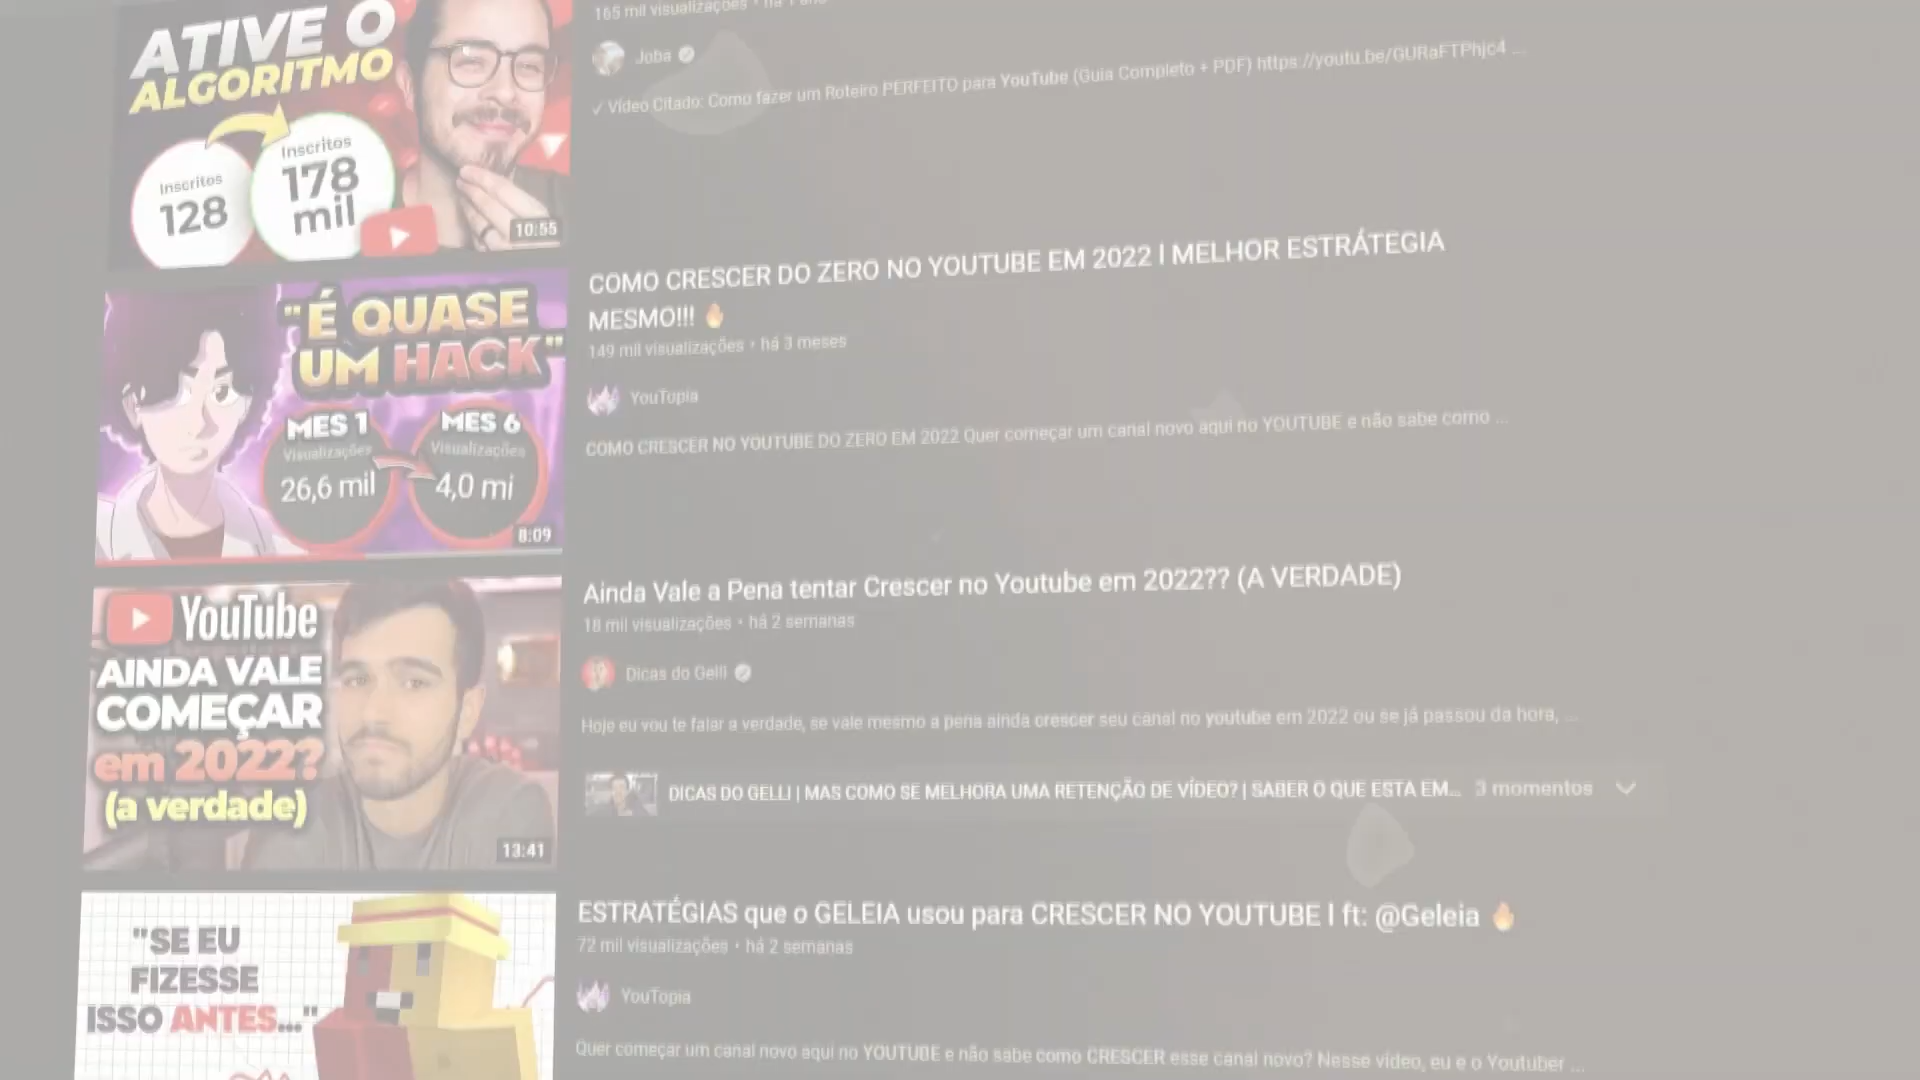 ATIVE O
ALGORITMO
Inscritos
128
Inscritos
178
mil
10:55
165 mil visualizações • há
Joba
✓ Vídeo Citado: Como fazer um Roteiro PERFEITO para YouTube (Guia Completo + PDF) https://youtu.be/GURaFTPhjc4 ...
"É QUASE
UM HACK"
MES 1
Visualizações
26,6 mil
MES 6
Visualizações
4,0 mi
8:09
COMO CRESCER DO ZERO NO YOUTUBE EM 2022 | MELHOR ESTRÁTEGIA
MESMO!!! 🔥
149 mil visualizações • há 3 meses
YouTopia
COMO CRESCER NO YOUTUBE DO ZERO EM 2022 Quer começar um canal novo aqui no YOUTUBE e não sabe como ...
YouTube
AINDA VALE
COMEÇAR
em 2022?
(a verdade)
13:41
Ainda Vale a Pena tentar Crescer no Youtube em 2022?? (A VERDADE)
18 mil visualizações • há 2 semanas
Dicas do Gelli
Hoje eu vou te falar a verdade, se vale mesmo a pena ainda crescer seu canal no youtube em 2022 ou se já passou da hora, ...
DICAS DO GELLI | MAS COMO SE MELHORA UMA RETENÇÃO DE VÍDEO? | SABER O QUE ESTA EM... 3 momentos
"SE EU
FIZESSE
ISSO ANTES..."
ESTRATÉGIAS que o GELEIA usou para CRESCER NO YOUTUBE | ft: @Geleia 🔥
72 mil visualizações • há 2 semanas
YouTopia
Quer começar um canal novo aqui no YOUTUBE e não sabe como CRESCER esse canal novo? Nesse vídeo, eu e o Youtuber ...